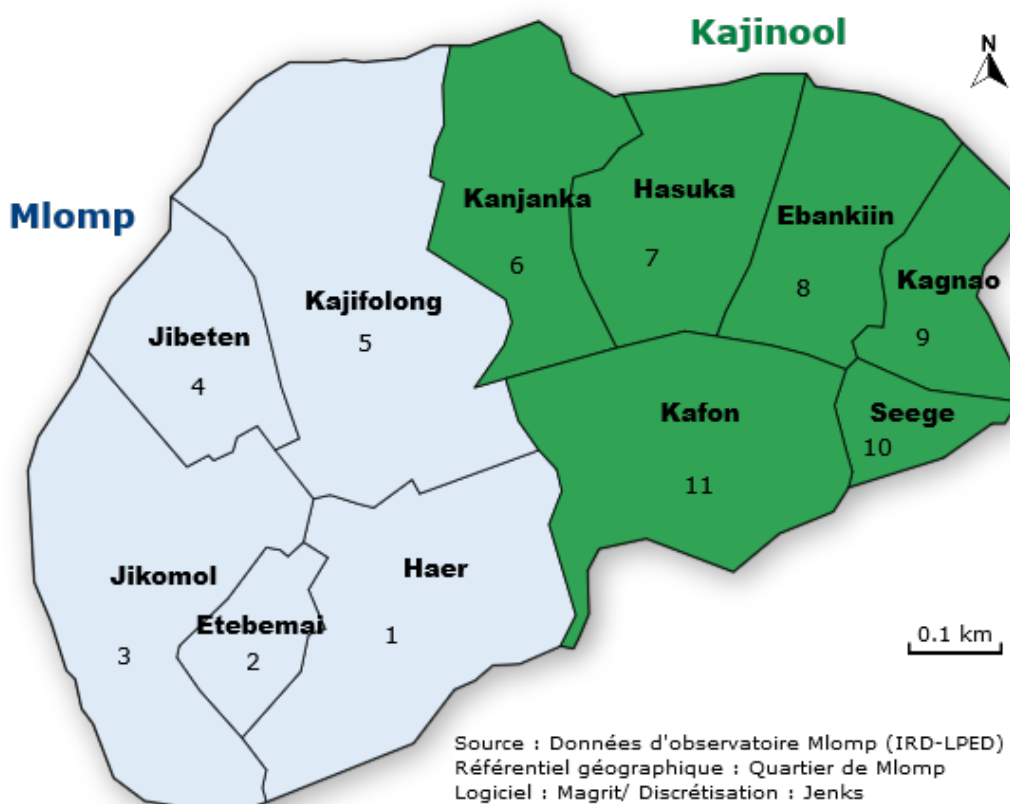 Kajinool
N
Mlomp
Kanjanka
6
Hasuka
7
Ebankiin
8
Kagnao
9
Kajifolong
5
Jibeten
4
Kafon
11
Seege
10
Jikomol
3
Etebemai
2
Haer
1
0.1 km
Source : Données d'observatoire Mlomp (IRD-LPED)
Référentiel géographique : Quartier de Mlomp
Logiciel : Magrit/ Discrétisation : Jenks